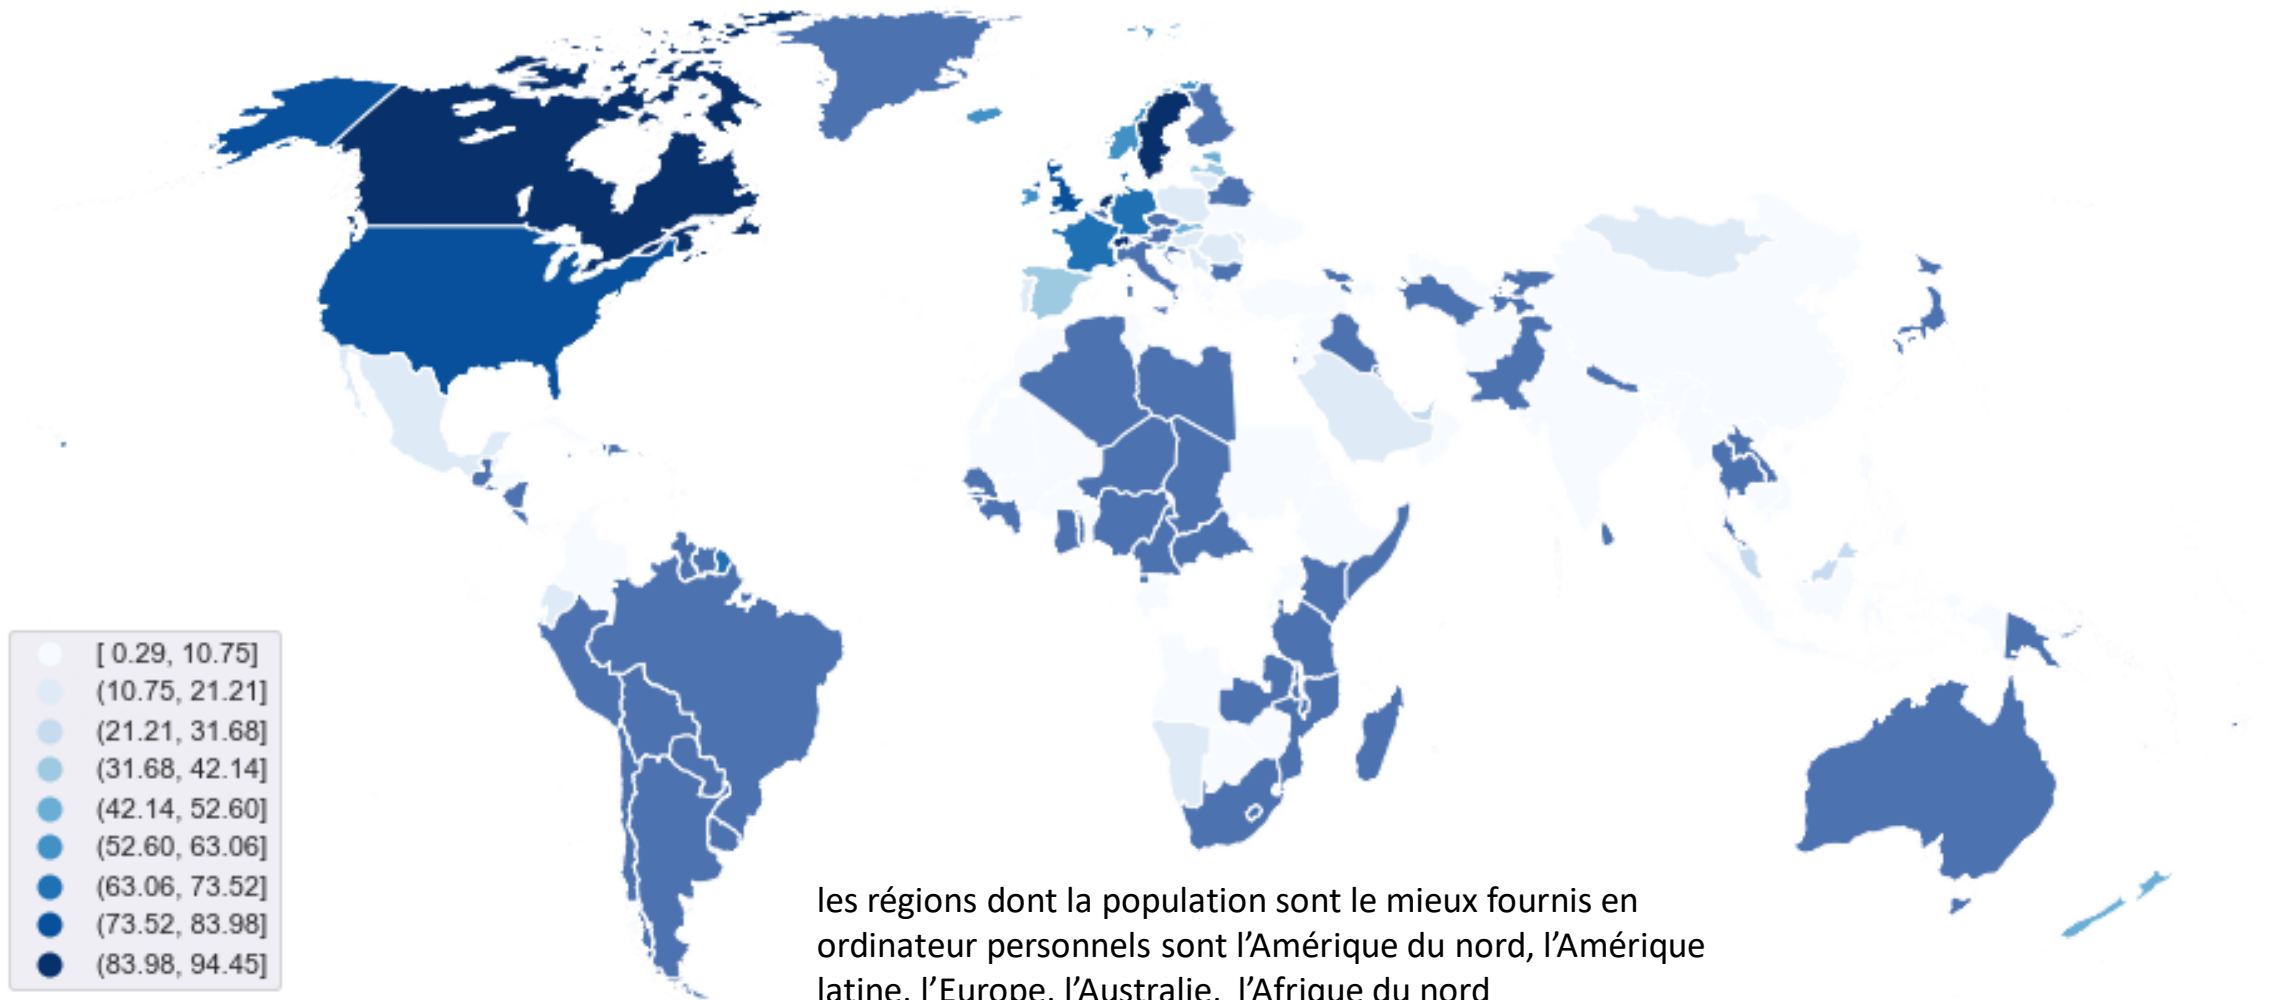 [ 0.29, 10.75]
(10.75, 21.21]
(21.21, 31.68]
(31.68, 42.14]
(42.14, 52.60]
(52.60, 63.06]
(63.06, 73.52]
(73.52, 83.98]
(83.98, 94.45]
les régions dont la population sont le mieux fournis en
ordinateur personnels sont l’Amérique du nord, l’Amérique
latine, l’Europe, l’Australie,  l’Afrique du nord